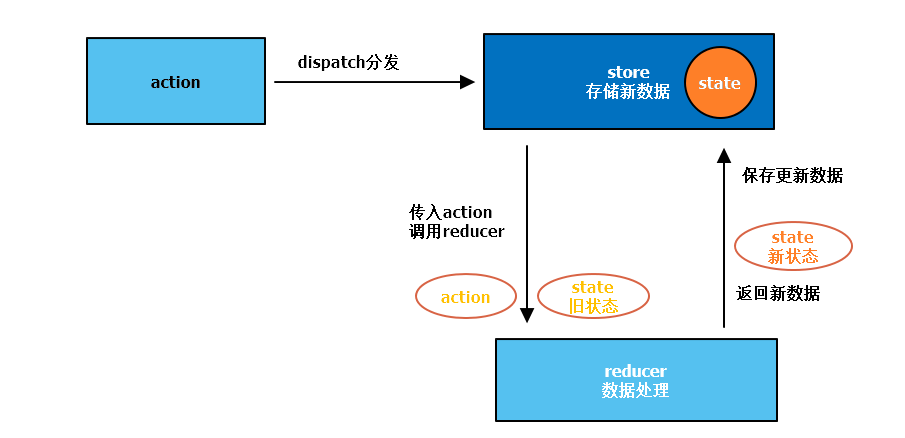 action
dispatch分发
store
存储新数据
state
传入action
调用reducer
action
state
旧状态
保存更新数据
state
新状态
返回新数据
reducer
数据处理